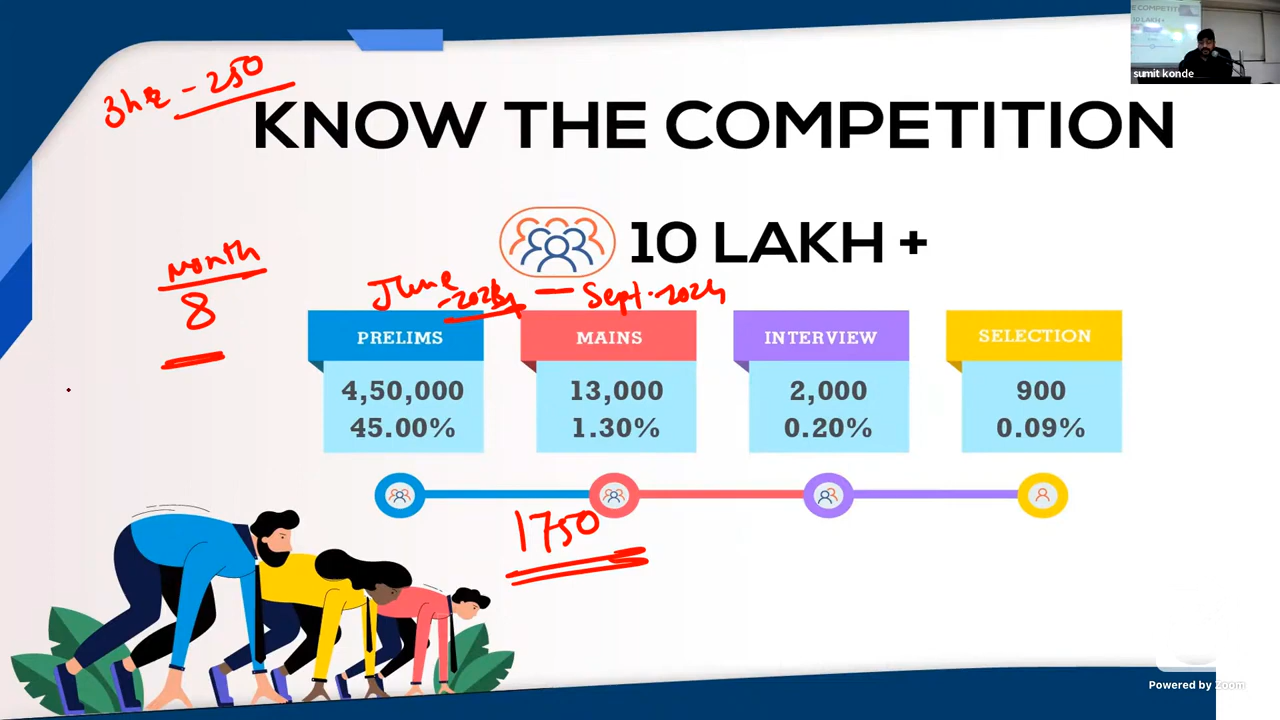 sumit konde
3hr - 250
KNOW THE COMPETITION
10 LAKH +
month
8
June
- Sept. 2024
PRELIMS
MAINS
INTERVIEW
SELECTION
4,50,000
13,000
2,000
900
45.00%
1.30%
0.20%
0.09%
1750
Powered by Zoom